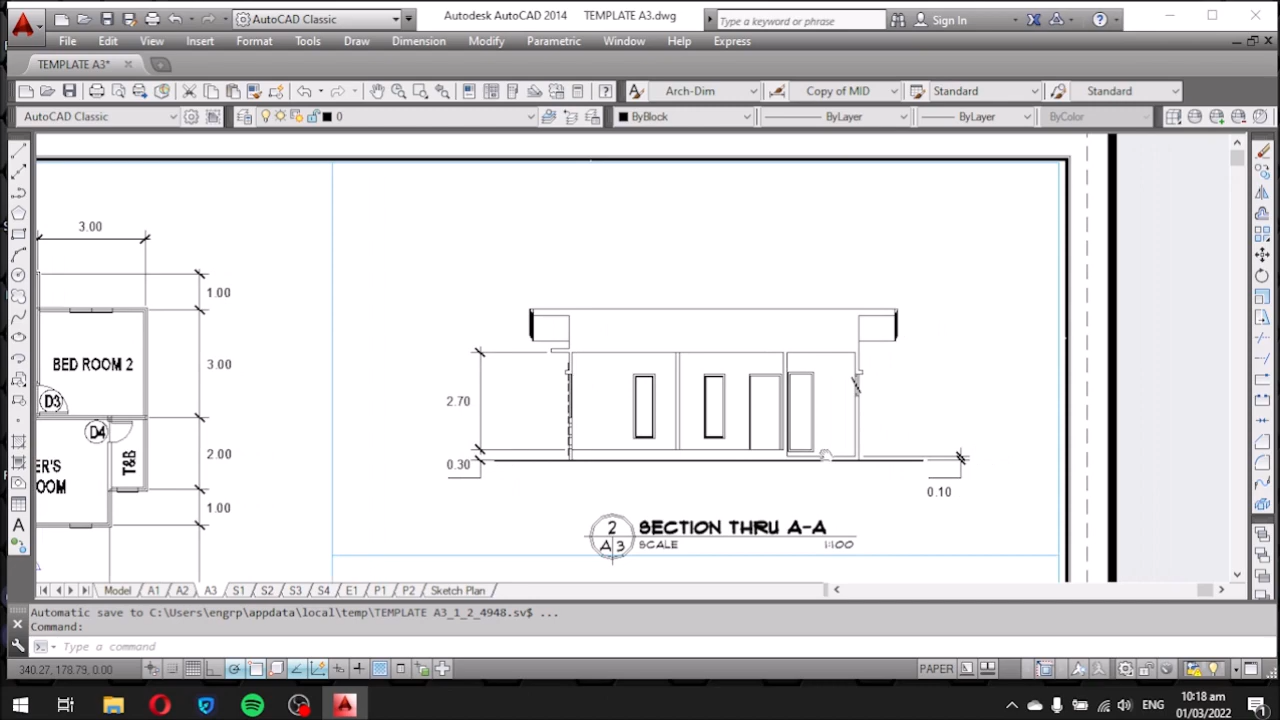 AutoCAD Classic
Autodesk AutoCAD 2014 TEMPLATE A3.dwg
Type a keyword or phrase
Sign In
File Edit View Insert Format Tools Draw Dimension Modify Parametric Window Help Express
TEMPLATE A3*
Arch-Dim
Copy of MID
Standard
Standard
AutoCAD Classic
0
ByBlock
ByLayer
ByLayer
ByColor
3.00
1.00
BED ROOM 2
3.00
D3
D4
T&B
2.00
ER'S
OOM
1.00
2.70
0.30
0.10
2
A 3
SECTION THRU A-A
SCALE 1:100
Model A1 A2 A3 S1 S2 S3 S4 E1 P1 P2 Sketch Plan
Automatic save to C:\Users\engrp\appdata\local\temp\TEMPLATE A3_1_2_4948.sv$ ...
Command:
Type a command
340.27, 178.79, 0.00
PAPER
ENG
10:18 am
01/03/2022
1